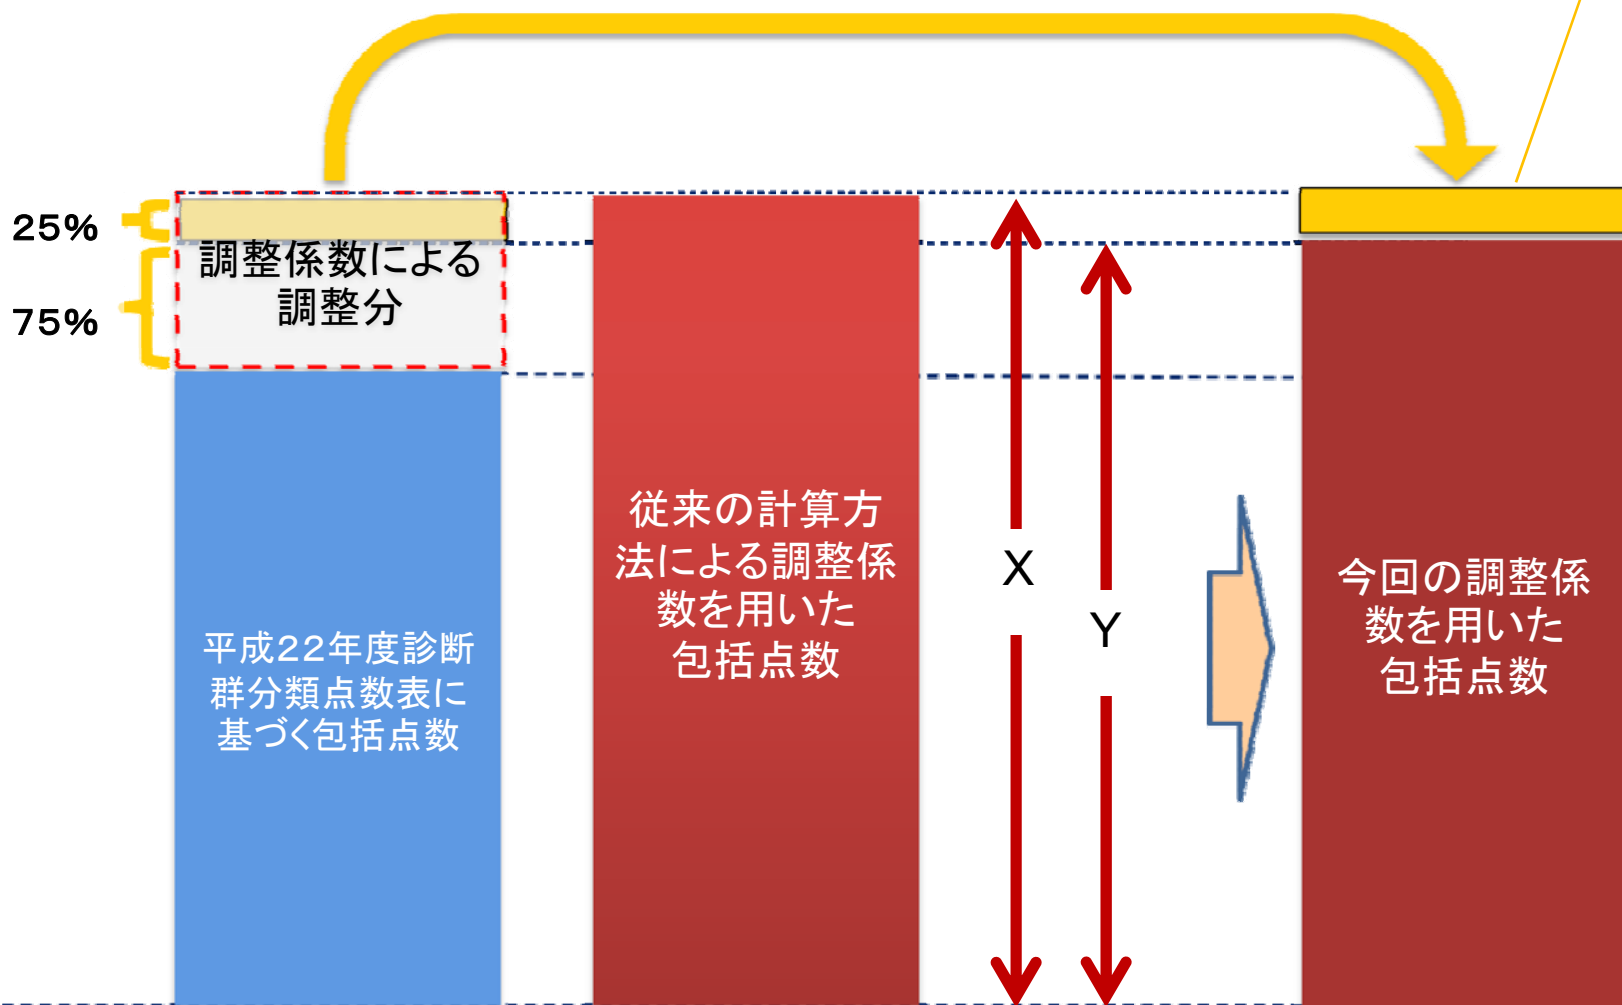 25%
75%
調整係数による
調整分
平成22年度診断
群分類点数表に
基づく包括点数
従来の計算方
法による調整係
数を用いた
包括点数
X
Y
今回の調整係
数を用いた
包括点数